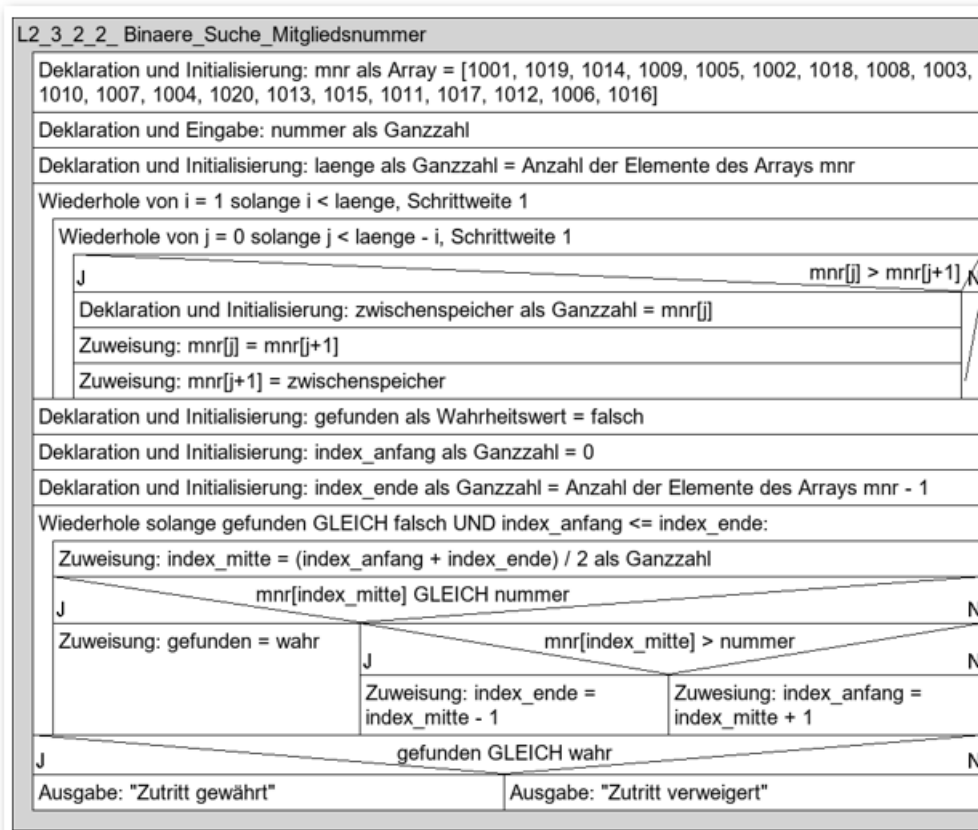 L2_3_2_2_ Binaere_Suche_Mitgliedsnummer
Deklaration und Initialisierung: mnr als Array = [1001, 1019, 1014, 1009, 1005, 1002, 1018, 1008, 1003,
1010, 1007, 1004, 1020, 1013, 1015, 1011, 1017, 1012, 1006, 1016]
Deklaration und Eingabe: nummer als Ganzzahl
Deklaration und Initialisierung: laenge als Ganzzahl = Anzahl der Elemente des Arrays mnr
Wiederhole von i = 1 solange i < laenge, Schrittweite 1
Wiederhole von j = 0 solange j < laenge - i, Schrittweite 1
mnr[j] > mnr[j+1]
J N
Deklaration und Initialisierung: zwischenspeicher als Ganzzahl = mnr[j]
Zuweisung: mnr[j] = mnr[j+1]
Zuweisung: mnr[j+1] = zwischenspeicher
Deklaration und Initialisierung: gefunden als Wahrheitswert = falsch
Deklaration und Initialisierung: index_anfang als Ganzzahl = 0
Deklaration und Initialisierung: index_ende als Ganzzahl = Anzahl der Elemente des Arrays mnr - 1
Wiederhole solange gefunden GLEICH falsch UND index_anfang <= index_ende:
Zuweisung: index_mitte = (index_anfang + index_ende) / 2 als Ganzzahl
mnr[index_mitte] GLEICH nummer
J N
Zuweisung: gefunden = wahr
mnr[index_mitte] > nummer
J N
Zuweisung: index_ende =
index_mitte - 1
Zuwesiung: index_anfang =
index_mitte + 1
gefunden GLEICH wahr
J N
Ausgabe: "Zutritt gewährt"
Ausgabe: "Zutritt verweigert"